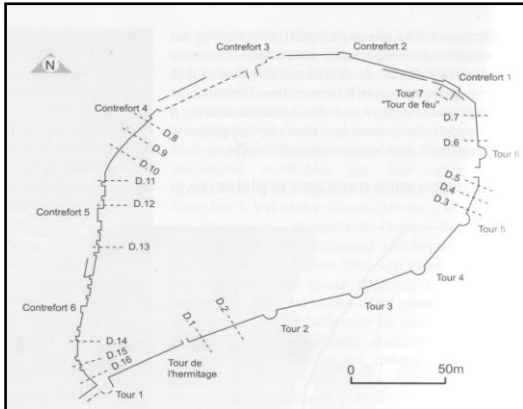 Contrefort 3
Contrefort 2
N
Contrefort 1
Tour 7
"Tour de feu"
Contrefort 4
D.8
D.7
D.9
D.6
D.10
Tour 6
D.11
D.5
D.4
D.3
Contrefort 5
D.12
Tour 5
D.13
Tour 4
Contrefort 6
Tour 3
D.1
D.2
Tour 2
D.14
D.15
Tour de
l'hermitage
D.16
Tour 1
0
50m